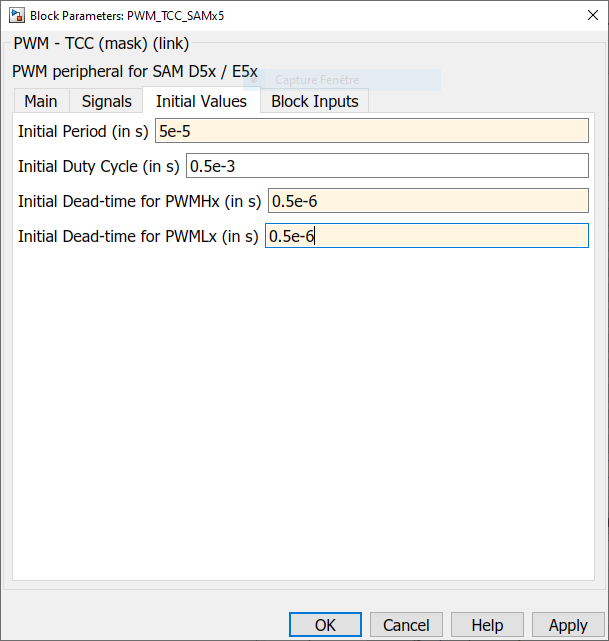 Block Parameters: PWM_TCC_SAMx5
PWM - TCC (mask) (link)
PWM peripheral for SAM D5x / E5x
Capture Fenêtre
Main Signals Initial Values Block Inputs
Initial Period (in s) 5e-5
Initial Duty Cycle (in s) 0.5e-3
Initial Dead-time for PWMHx (in s) 0.5e-6
Initial Dead-time for PWMLx (in s) 0.5e-6
OK Cancel Help Apply